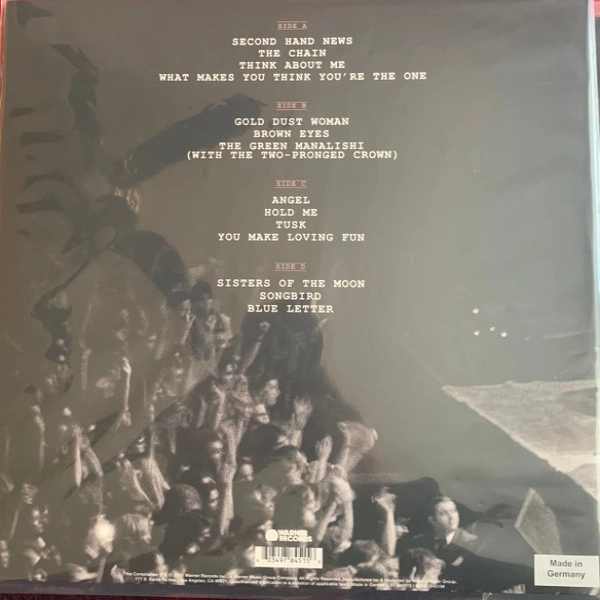 SIDE A
SECOND HAND NEWS
THE CHAIN
THINK ABOUT ME
WHAT MAKES YOU THINK YOU'RE THE ONE
SIDE B
GOLD DUST WOMAN
BROWN EYES
THE GREEN MANALISHI
(WITH THE TWO-PRONGED CROWN)
SIDE C
ANGEL
HOLD ME
TUSK
YOU MAKE LOVING FUN
SIDE D
SISTERS OF THE MOON
SONGBIRD
BLUE LETTER
WARNER
RECORDS
Made in
Germany